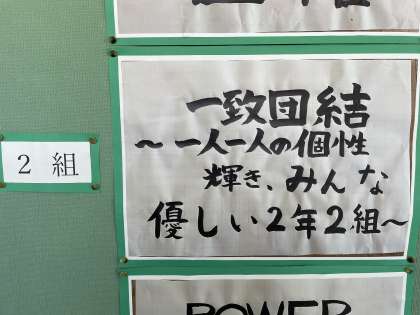 一致団結
～一人一人の個性
輝き、みんな
優しい2年2組～
2 組
POWER